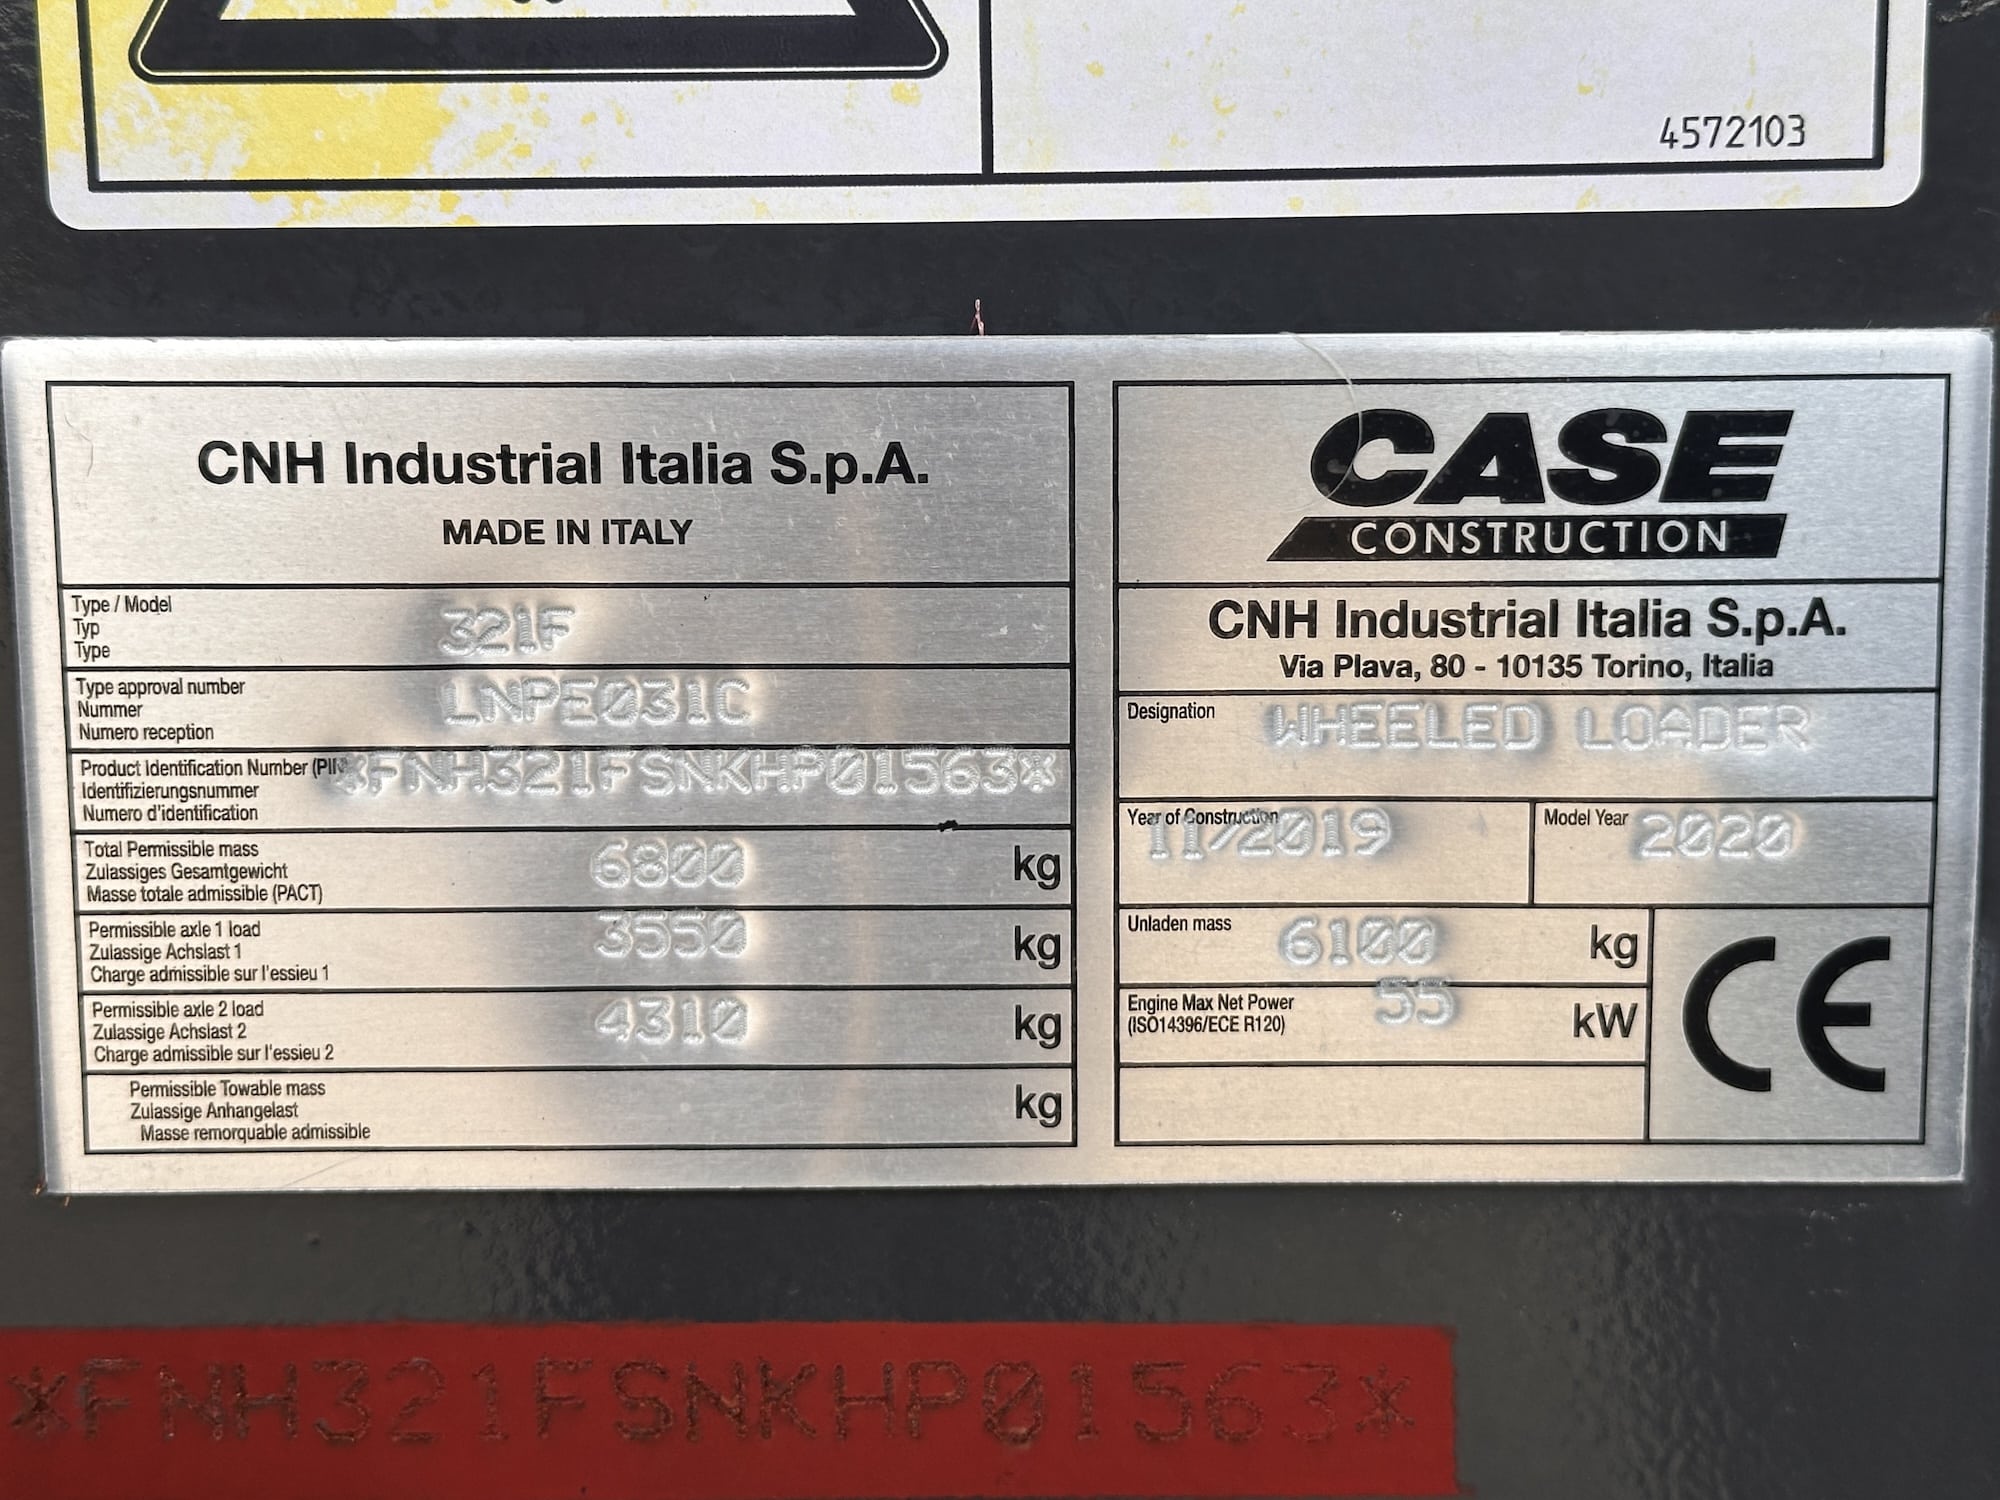 4572103
CNH Industrial Italia S.p.A.
MADE IN ITALY
Type / Model
Typ
Type
321F
Type approval number
Nummer
Numero reception
LNPE031C
Product Identification Number (PIN
Identifizierungsnummer
Numero d'identification
*FNH321FSNKHP01563*
Total Permissible mass
Zulassiges Gesamtgewicht
Masse totale admissible (PACT)
6800 kg
Permissible axle 1 load
Zulassige Achslast 1
Charge admissible sur l'essieu 1
3550 kg
Permissible axle 2 load
Zulassige Achslast 2
Charge admissible sur l'essieu 2
4310 kg
Permissible Towable mass
Zulassige Anhangelast
Masse remorquable admissible
kg
CASE
CONSTRUCTION
CNH Industrial Italia S.p.A.
Via Plava, 80 - 10135 Torino, Italia
Designation WHEELED LOADER
Year of Construction
11/2019
Model Year 2020
Unladen mass 6100 kg
Engine Max Net Power
(ISO14396/ECE R120)
55 kW
CE
*FNH321FSNKHP01563*